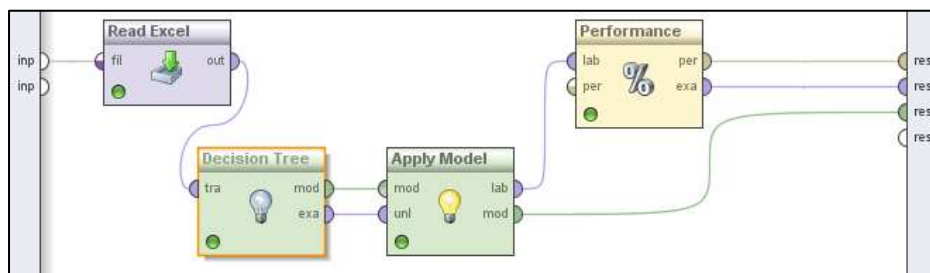 Read Excel
inp fil out
inp
Performance
lab per res
per exa res
res
res
Decision Tree
tra mod
exa
Apply Model
mod lab
unl mod